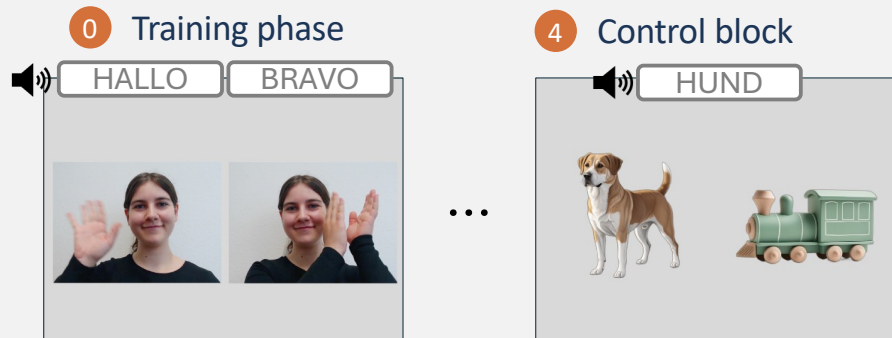 0 Training phase
HALLO BRAVO
...
4 Control block
HUND